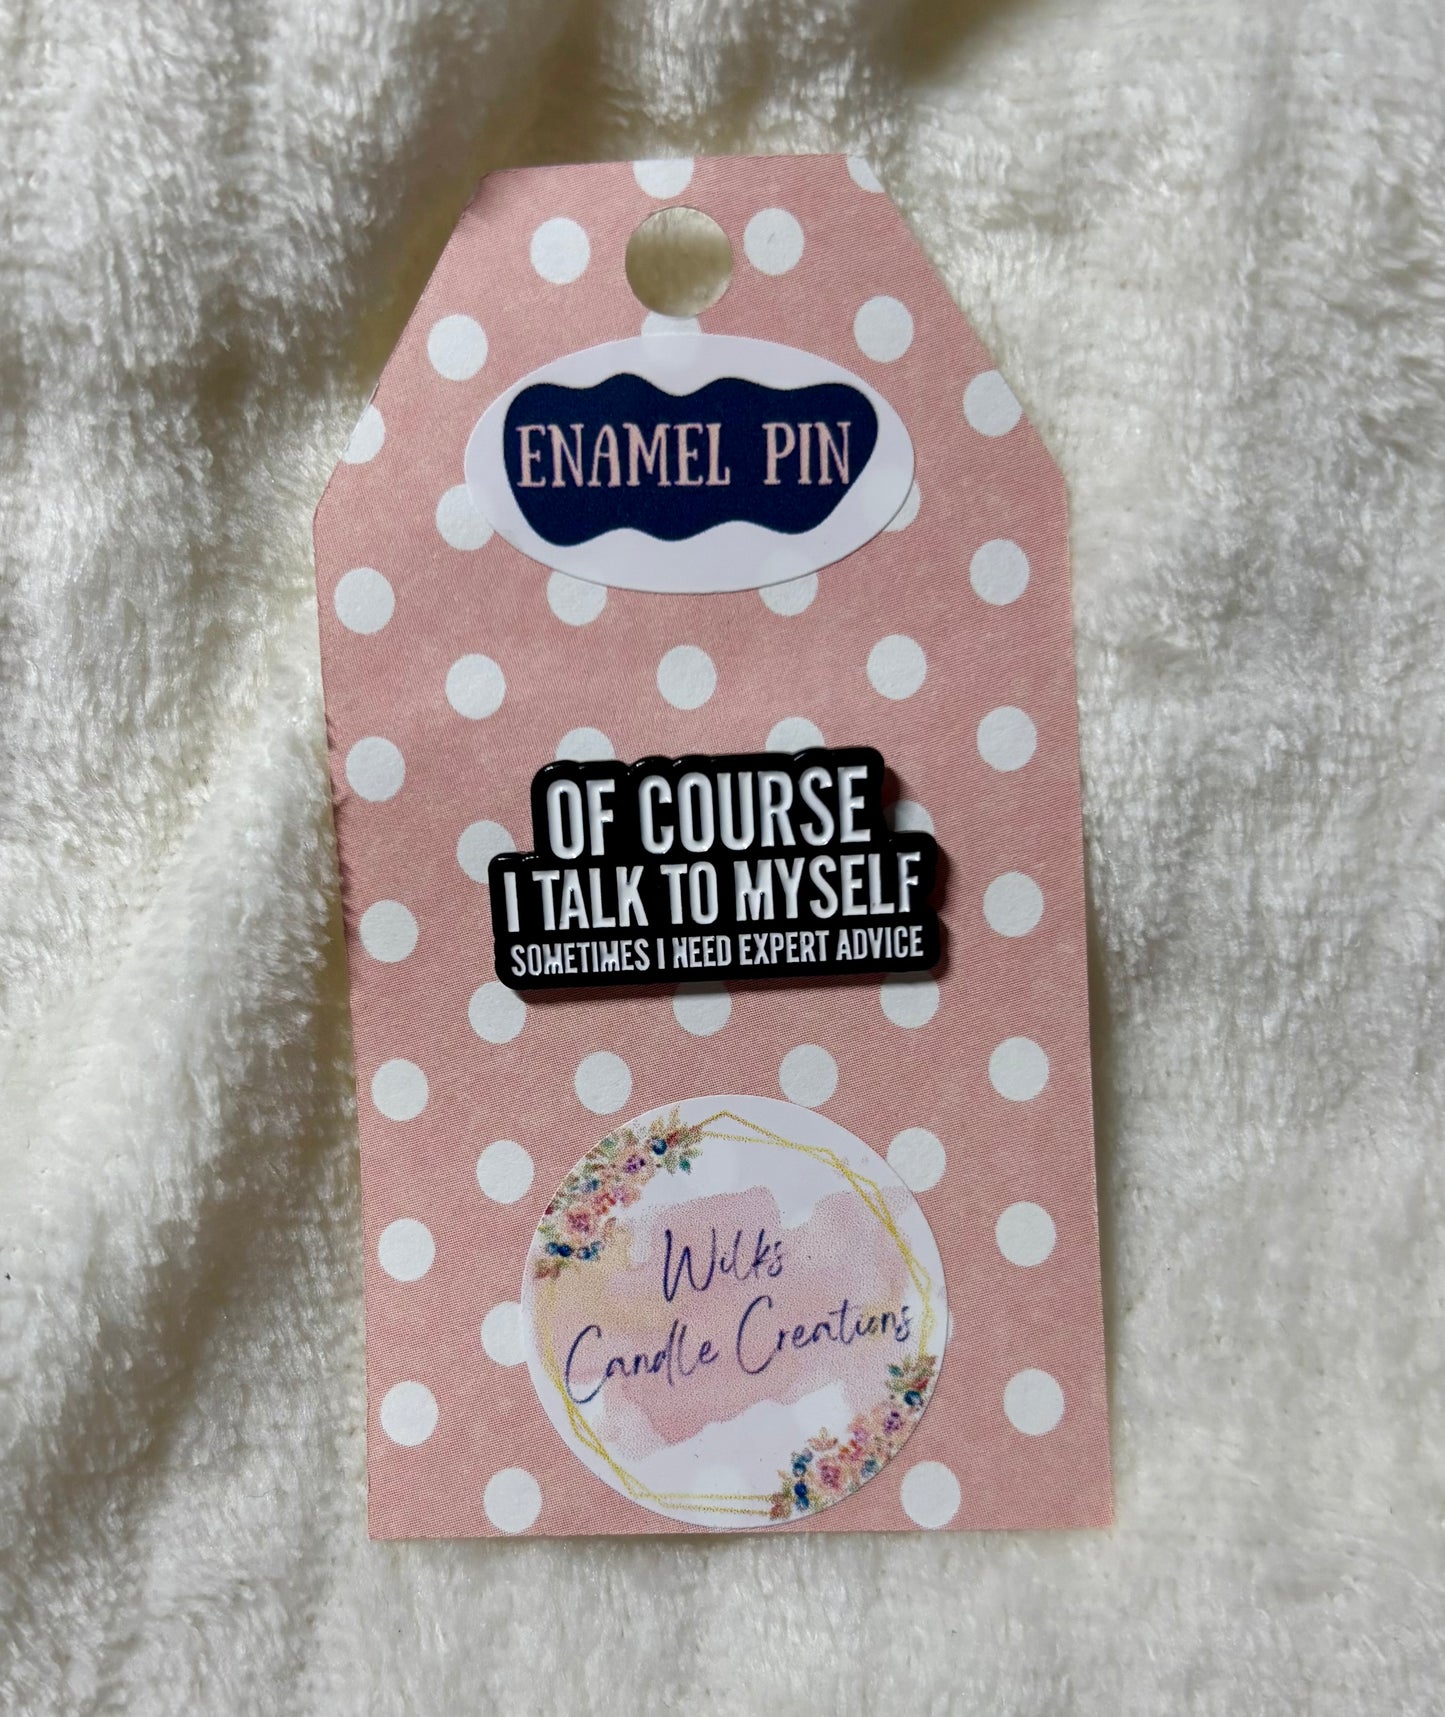 ENAMEL PIN
OF COURSE
I TALK TO MYSELF
SOMETIMES I NEED EXPERT ADVICE
Wilks
Candle Creations